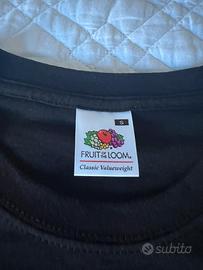 S
FRUIT OF THE LOOM®
Classic Valueweight
subito